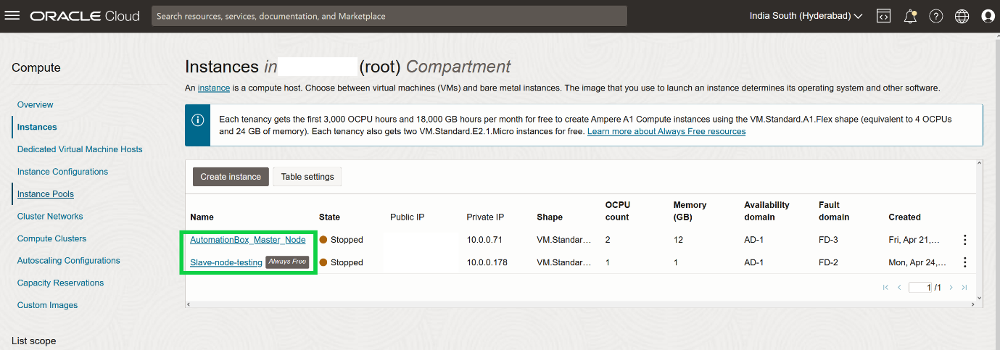 ORACLE Cloud
Search resources, services, documentation, and Marketplace
India South (Hyderabad)
Compute
Overview
Instances
Dedicated Virtual Machine Hosts
Instance Configurations
Instance Pools
Cluster Networks
Compute Clusters
Autoscaling Configurations
Capacity Reservations
Custom Images
List scope
Instances in (root) Compartment
An instance is a compute host. Choose between virtual machines (VMs) and bare metal instances. The image that you use to launch an instance determines its operating system and other software.
Each tenancy gets the first 3,000 OCPU hours and 18,000 GB hours per month for free to create Ampere A1 Compute instances using the VM.Standard.A1.Flex shape (equivalent to 4 OCPUs
and 24 GB of memory). Each tenancy also gets two VM.Standard.E2.1.Micro instances for free. Learn more about Always Free resources
Create instance Table settings
Name State Public IP Private IP Shape OCPU count Memory (GB) Availability domain Fault domain Created
AutomationBox_Master_Node Stopped 10.0.0.71 VM.Standar... 2 12 AD-1 FD-3 Fri, Apr 21,...
Slave-node-testing Always Free Stopped 10.0.0.178 VM.Standar... 1 1 AD-1 FD-2 Mon, Apr 24,...
1 /1